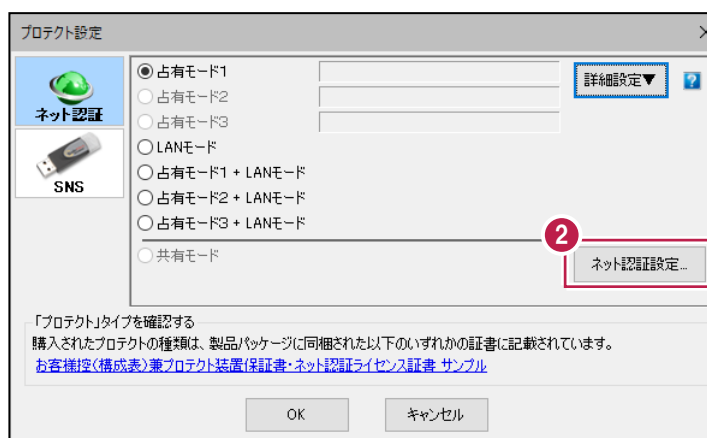 プロテクト設定
ネット認証
SNS
占有モード1
詳細設定▼
?
占有モード2
占有モード3
LANモード
占有モード1 + LANモード
占有モード2 + LANモード
占有モード3 + LANモード
2
共有モード
ネット認証設定...
「プロテクト」タイプを確認する
購入されたプロテクトの種類は、製品パッケージに同梱された以下のいずれかの証書に記載されています。
お客様控(構成表)兼プロテクト装置保証書・ネット認証ライセンス証書 サンプル
OK
キャンセル